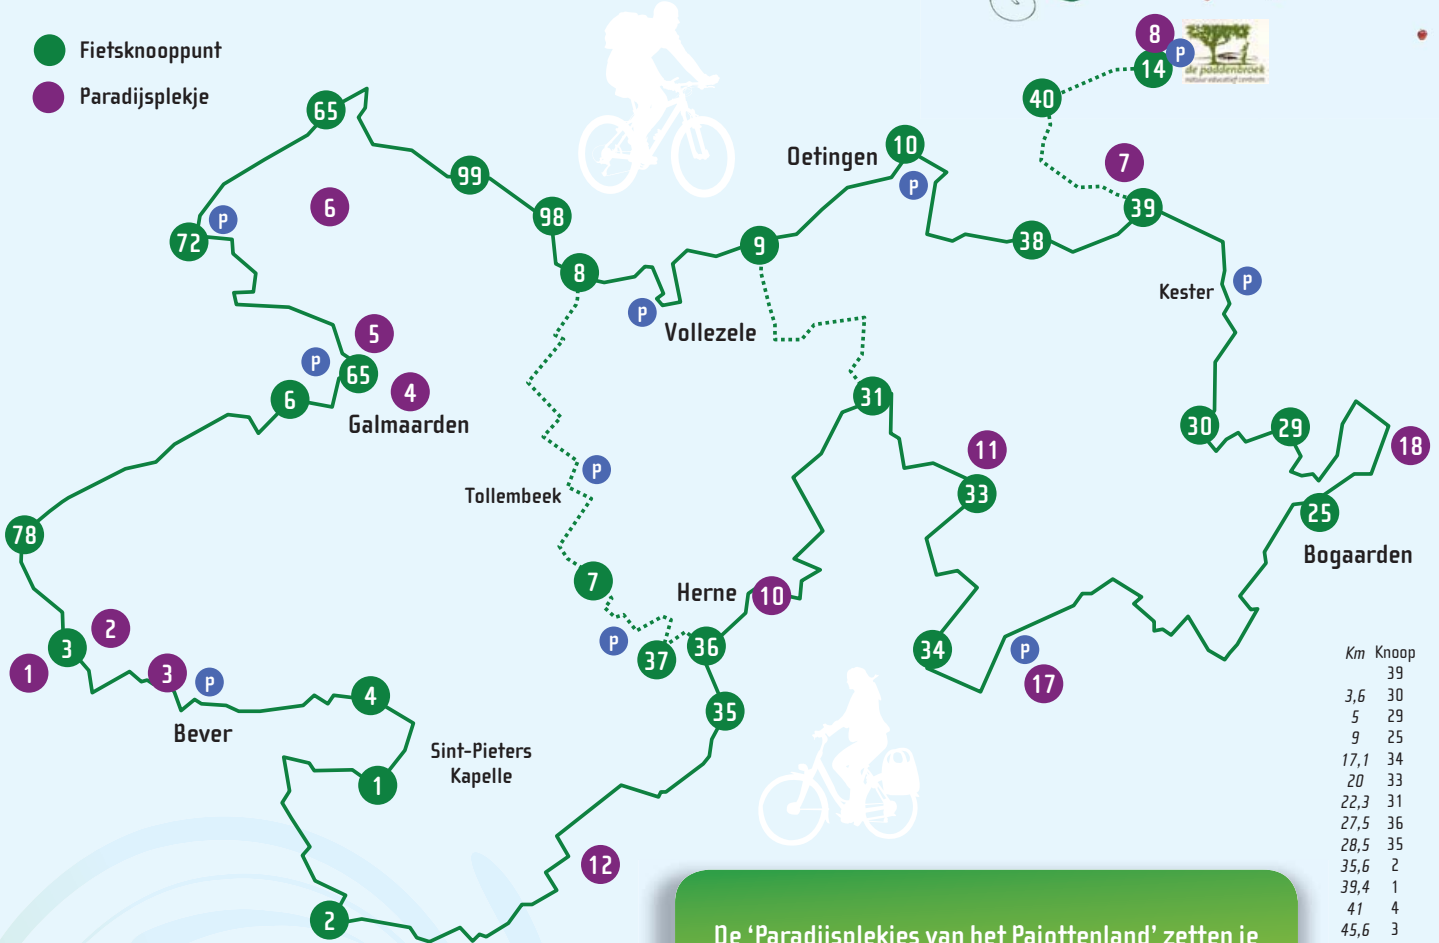 Fietsknooppunt
Paradijsplekje
8
P
14
de paddenbroek
natuur educatief centrum
40
65
10
Oetingen
P
7
99
6
P
98
39
72
9
38
8
Kester
P
P
Vollezele
5
P
65
4
6
Galmaarden
31
30
29
18
11
P
Tollembeek
33
25
78
Bogaarden
7
Herne
10
2
P
36
3
37
34
P
1
3
P
17
4
35
Bever
Sint-Pieters
Kapelle
1
12
2
Km Knoop
39
3,6 30
5 29
9 25
17,1 34
20 33
22,3 31
27,5 36
28,5 35
35,6 2
39,4 1
41 4
45,6 3
De ‘Paradijsplekjes van het Pajottenland’ zetten je